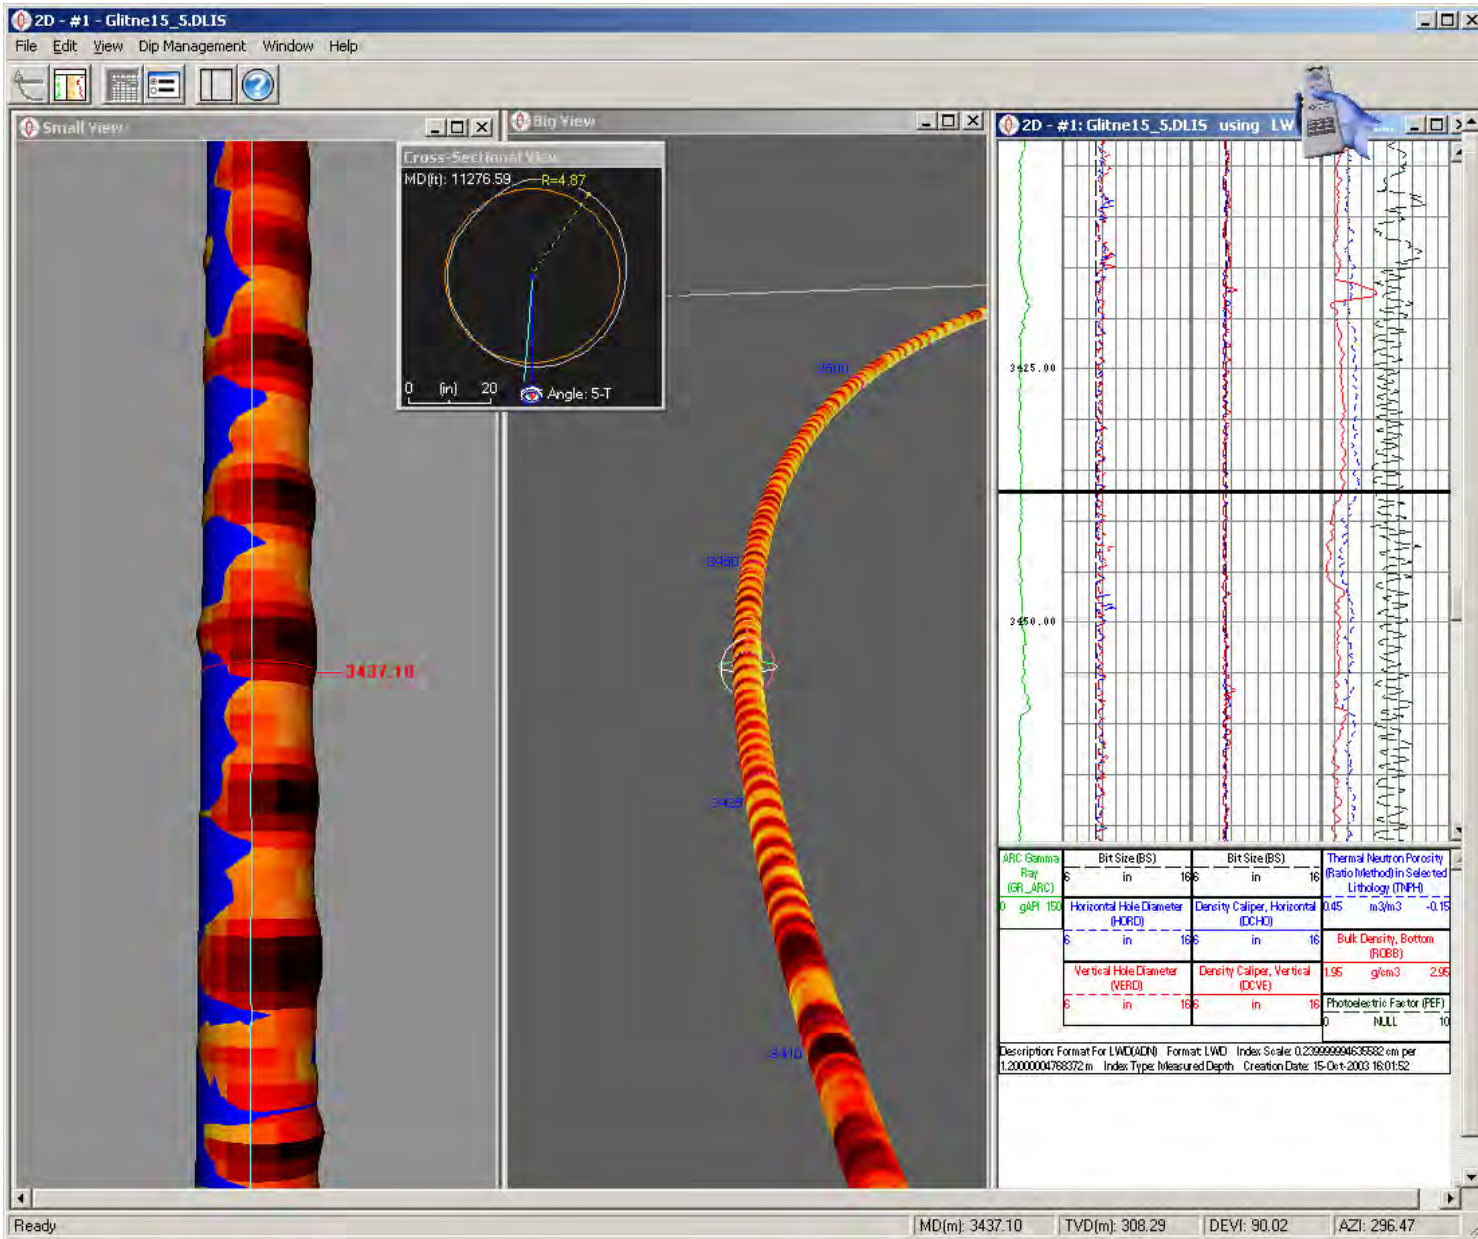 2D - #1 - Glitne15_5.DLIS
File Edit View Dip Management Window Help
Small View
Big View
2D - #1: Glitne15_5.DLIS using LW
Cross-Sectional View
MD(ft): 11276.59 R=4.87
0 (in) 20 Angle: 5-T
3437.10
3500
3460
3425
3410
3425.00
3450.00
ARC Gamma Ray (GR_ARC)
0 gAPI 150
Bit Size (BS)
6 in 16
Horizontal Hole Diameter (HORD)
6 in 16
Vertical Hole Diameter (VERD)
6 in 16
Bit Size (BS)
6 in 16
Density Caliper, Horizontal (DCHO)
6 in 16
Density Caliper, Vertical (DCVE)
6 in 16
Thermal Neutron Porosity (Ratio Method) in Selected Lithology (TNPH)
0.45 m3/m3 -0.15
Bulk Density, Bottom (ROBB)
1.95 g/cm3 2.95
Photoelectric Factor (PEF)
0 NULL 10
Description: Format For LWD(ADN) Format: LWD Index Scale: 0.239999994635582 cm per
1.20000004768372 m Index Type: Measured Depth Creation Date: 15-Oct-2003 16:01:52
Ready
MD(m): 3437.10 TVD(m): 308.29 DEVI: 90.02 AZI: 296.47